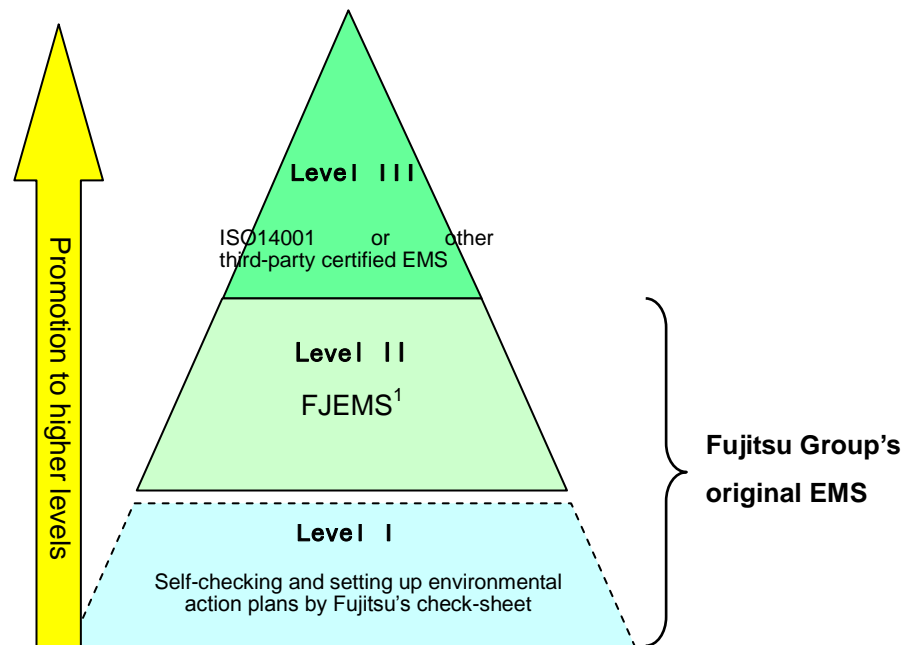 Level III
ISO14001 or other
third-party certified EMS
Promotion to higher levels
Level II
FJEMS¹
Fujitsu Group's
original EMS
Level I
Self-checking and setting up environmental
action plans by Fujitsu's check-sheet